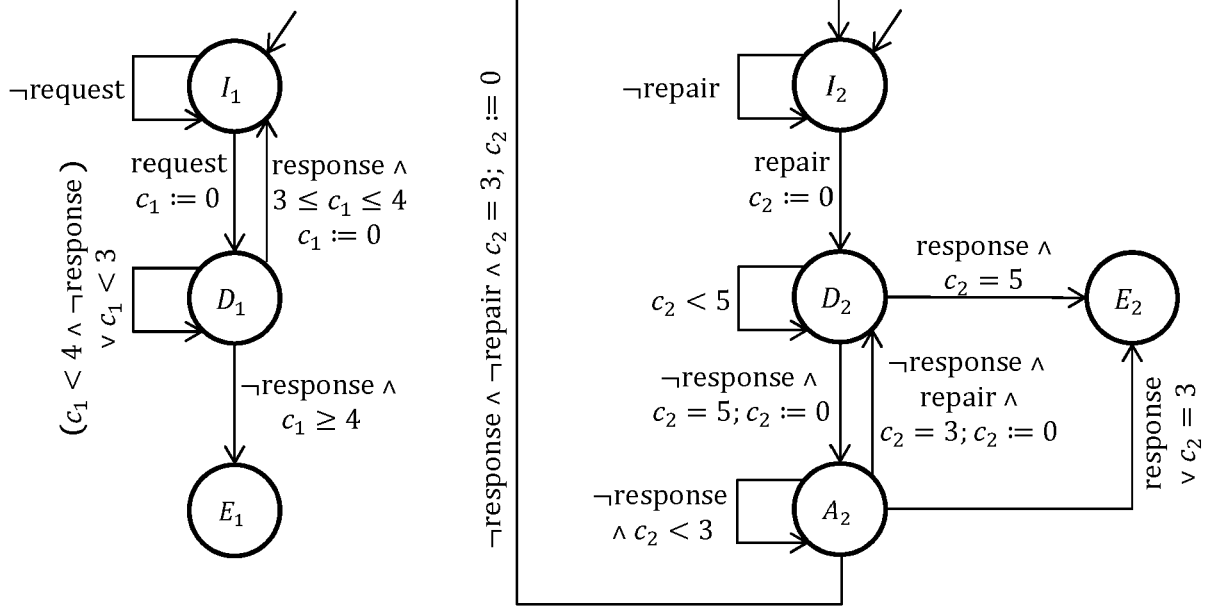 ¬request
I₁
request
c₁ := 0
response ∧
3 ≤ c₁ ≤ 4
c₁ := 0
(c₁ < 4 ∧ ¬response)
∨ c₁ < 3
D₁
¬response ∧
c₁ ≥ 4
E₁
¬response ∧ ¬repair ∧ c₂ = 3; c₂ := 0
¬repair
I₂
repair
c₂ := 0
c₂ < 5
D₂
response ∧
c₂ = 5
E₂
¬response ∧
c₂ = 5; c₂ := 0
¬response ∧
repair ∧
c₂ = 3; c₂ := 0
¬response
∧ c₂ < 3
A₂
response
∨ c₂ = 3